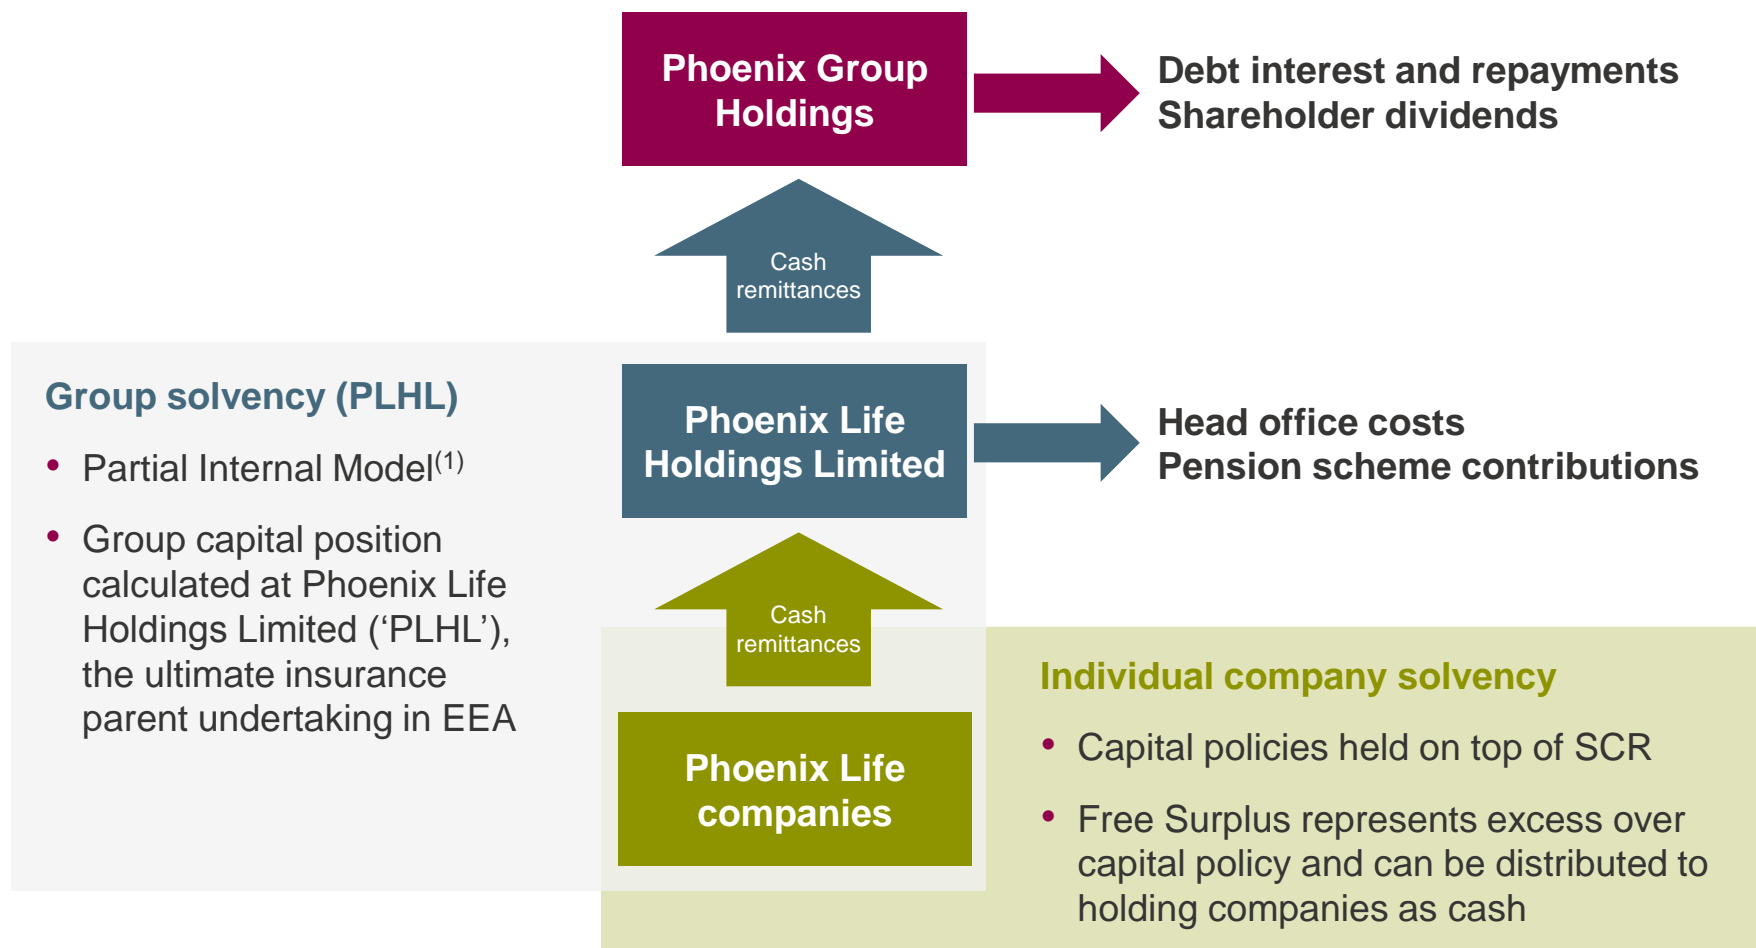 Phoenix Group
Holdings
Debt interest and repayments
Shareholder dividends
Cash
remittances
Group solvency (PLHL)
• Partial Internal Model(1)
• Group capital position
calculated at Phoenix Life
Holdings Limited (‘PLHL’),
the ultimate insurance
parent undertaking in EEA
Phoenix Life
Holdings Limited
Head office costs
Pension scheme contributions
Cash
remittances
Phoenix Life
companies
Individual company solvency
• Capital policies held on top of SCR
• Free Surplus represents excess over
capital policy and can be distributed to
holding companies as cash